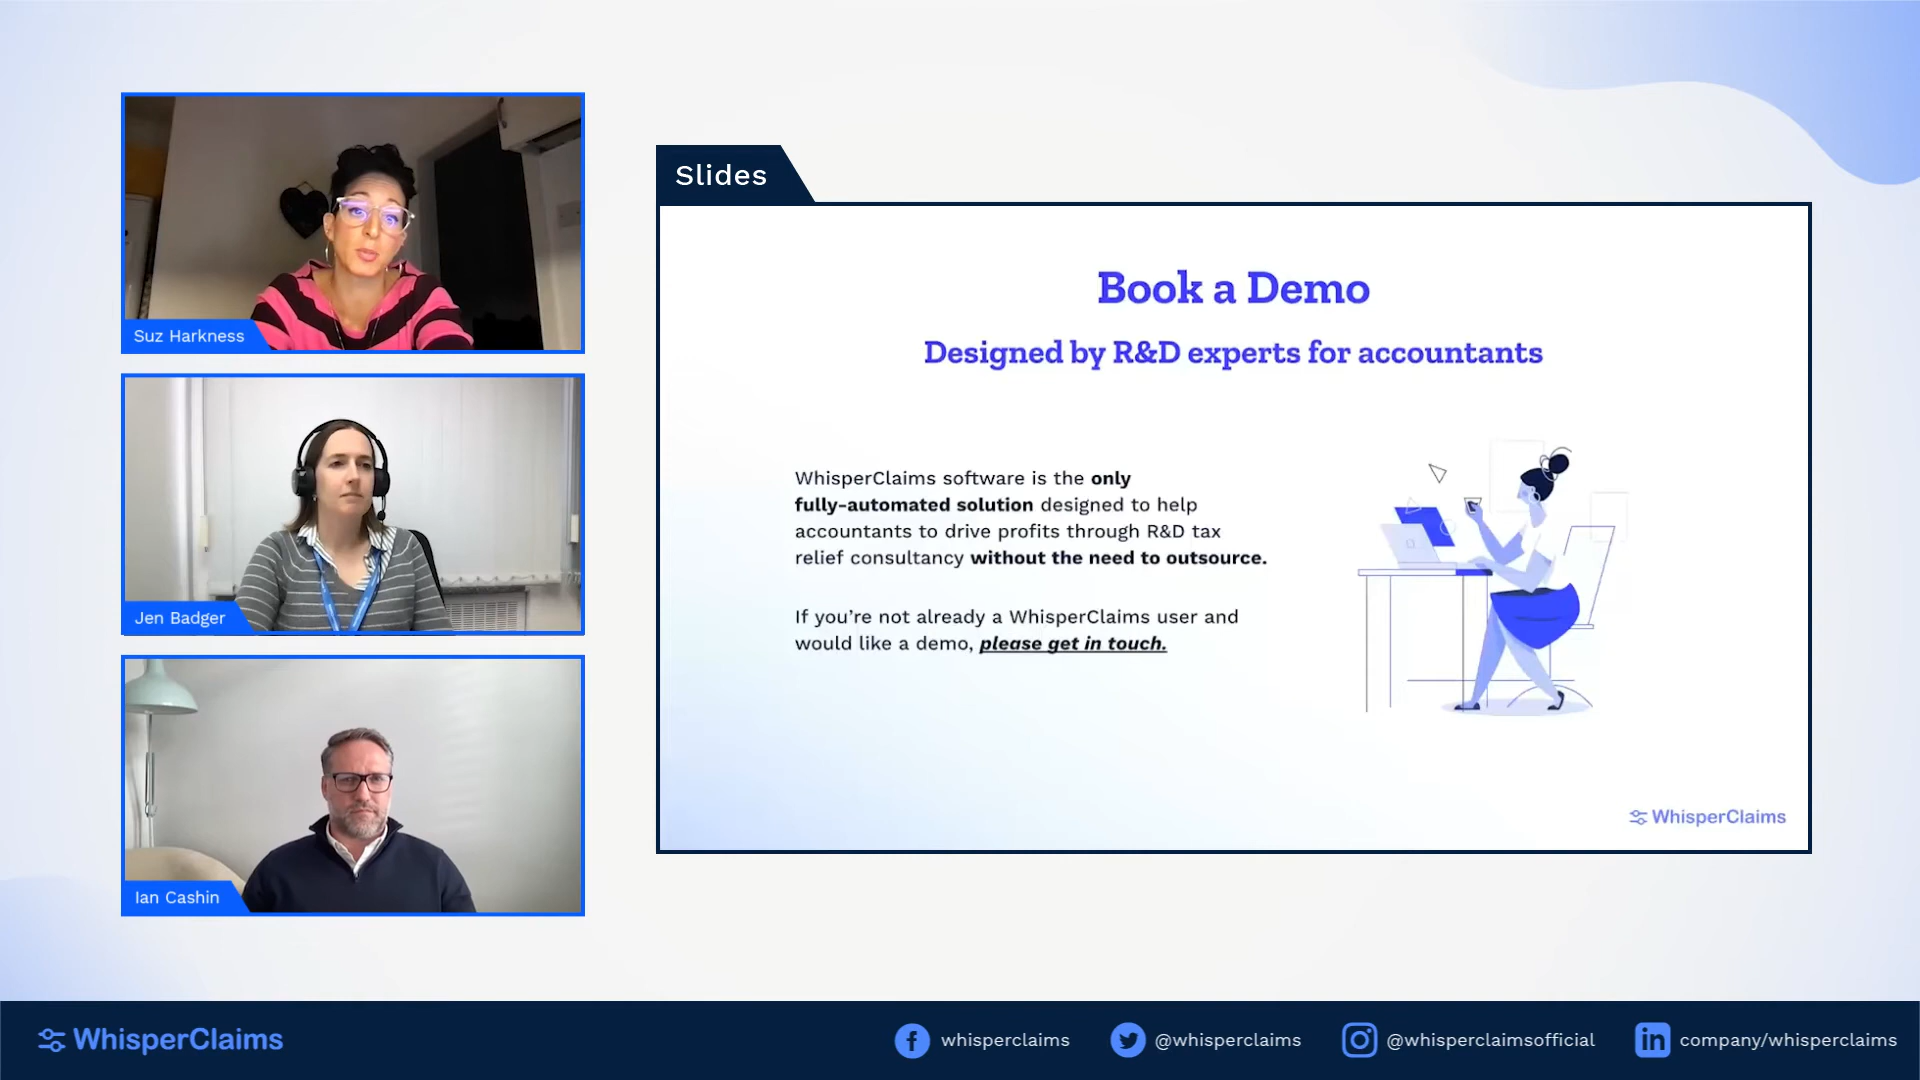 Suz Harkness
Jen Badger
Ian Cashin
Slides
Book a Demo
Designed by R&D experts for accountants
WhisperClaims software is the only
fully-automated solution designed to help
accountants to drive profits through R&D tax
relief consultancy without the need to outsource.
If you’re not already a WhisperClaims user and
would like a demo, please get in touch.
WhisperClaims
WhisperClaims
whisperclaims
@whisperclaims
@whisperclaimsofficial
company/whisperclaims